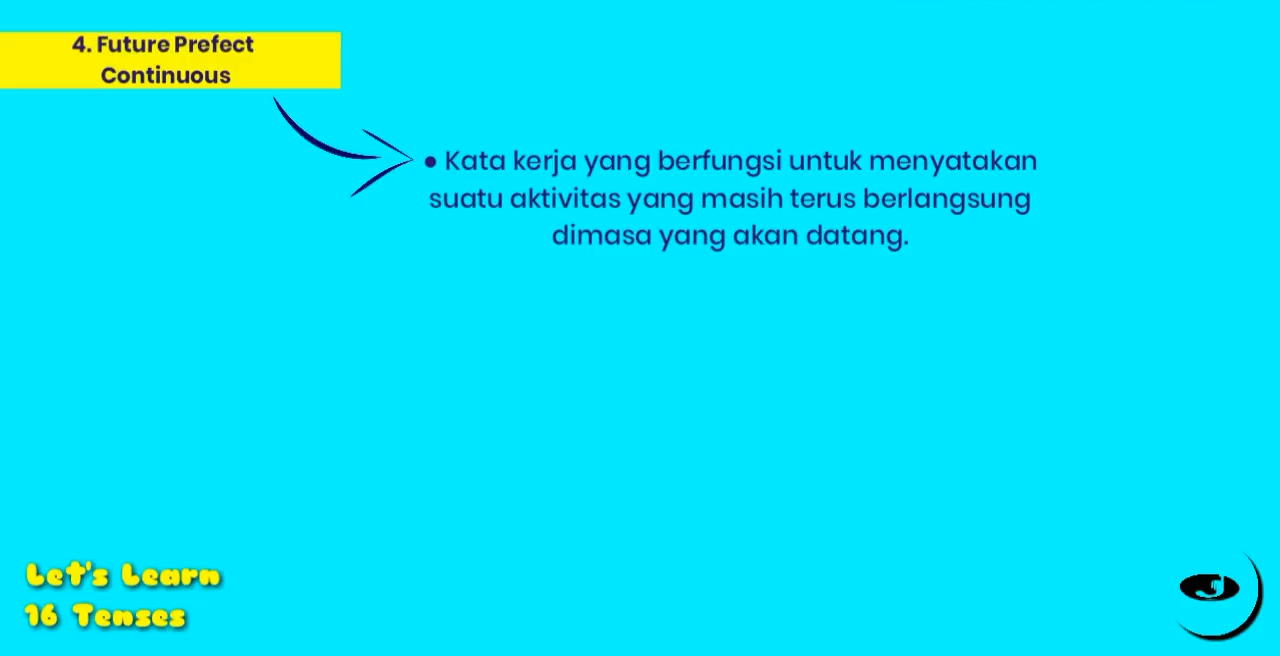 4. Future Prefect
Continuous
● Kata kerja yang berfungsi untuk menyatakan
suatu aktivitas yang masih terus berlangsung
dimasa yang akan datang.
Let's Learn
16 Tenses
J